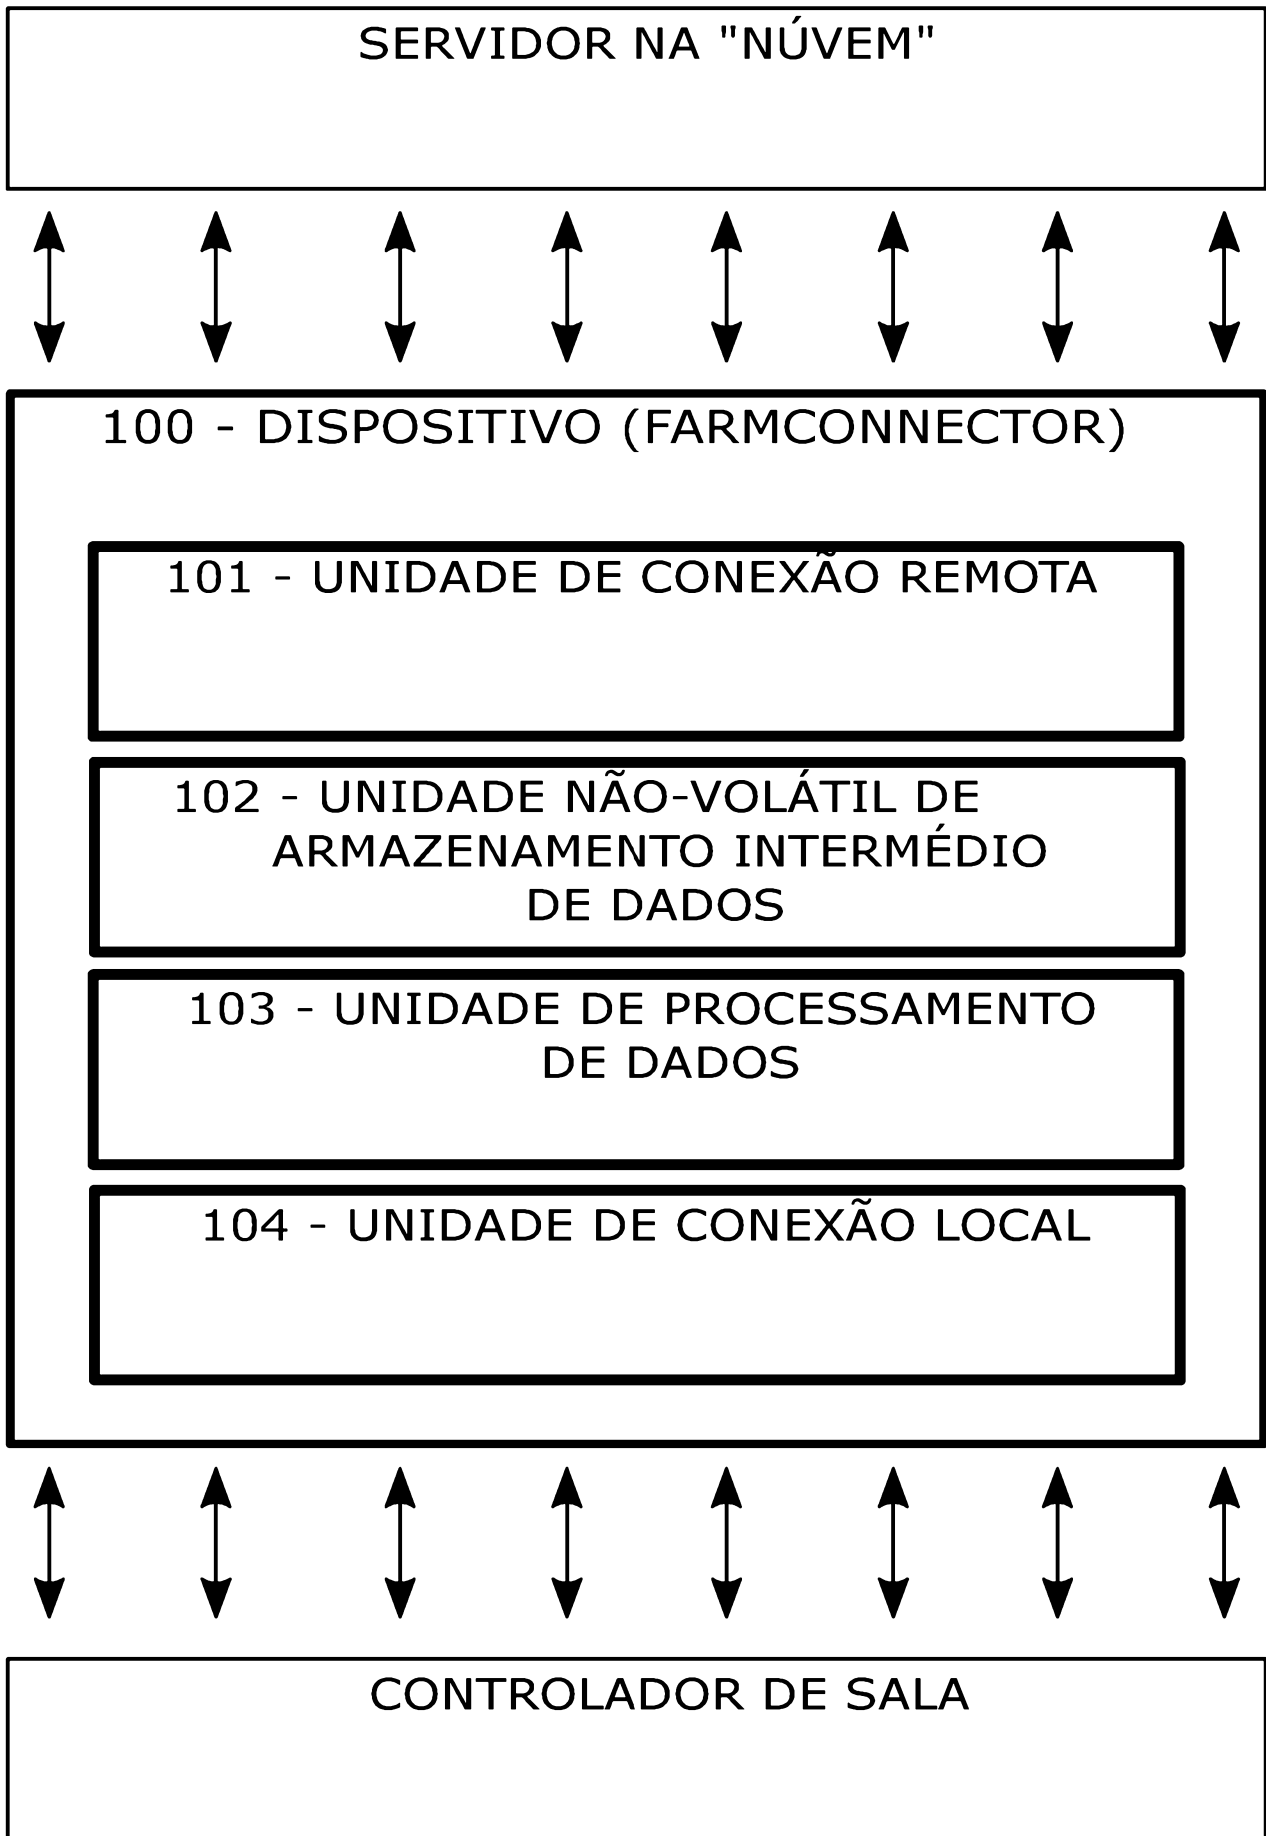 SERVIDOR NA "NÚVEM"
100 - DISPOSITIVO (FARMCONNECTOR)
101 - UNIDADE DE CONEXÃO REMOTA
102 - UNIDADE NÃO-VOLÁTIL DE
ARMAZENAMENTO INTERMÉDIO
DE DADOS
103 - UNIDADE DE PROCESSAMENTO
DE DADOS
104 - UNIDADE DE CONEXÃO LOCAL
CONTROLADOR DE SALA